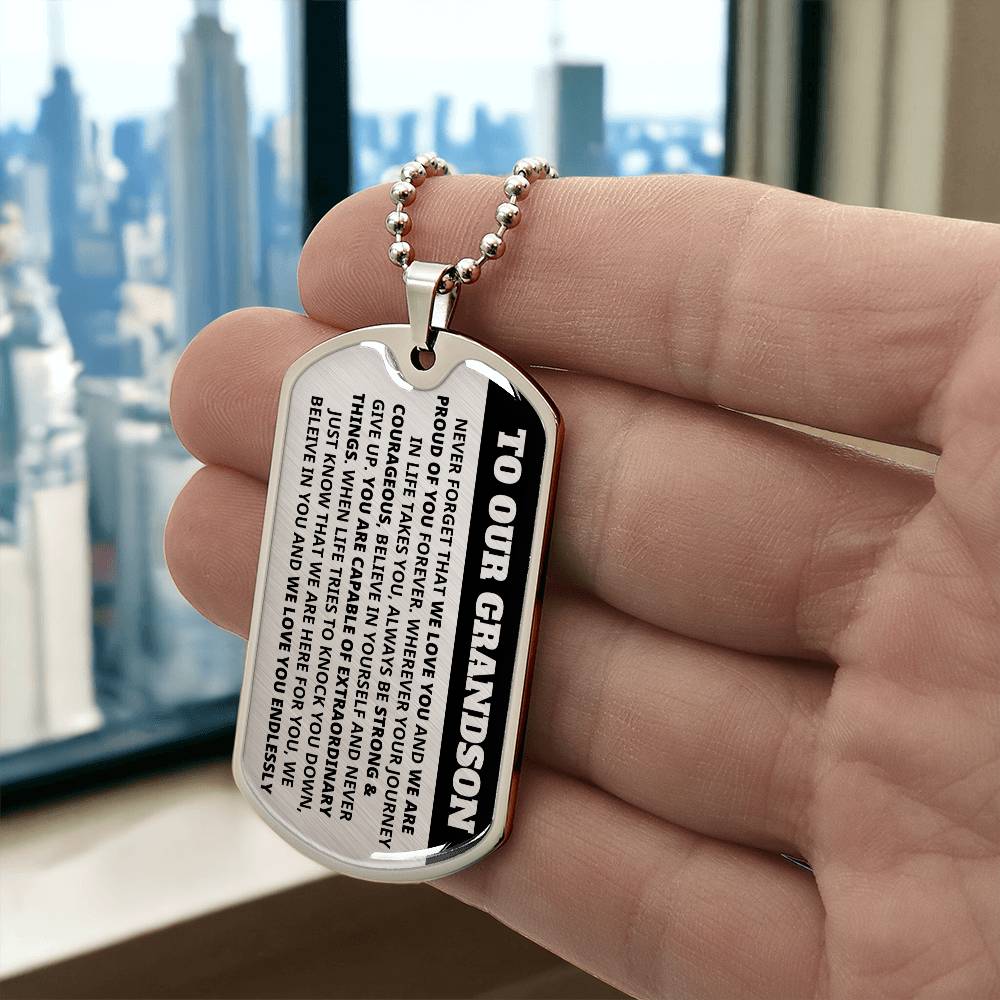 TO OUR GRANDSON
NEVER FORGET THAT WE LOVE YOU AND WE ARE
PROUD OF YOU FOREVER. WHEREVER YOUR JOURNEY
IN LIFE TAKES YOU, ALWAYS BE STRONG &
COURAGEOUS, BELIEVE IN YOURSELF AND NEVER
GIVE UP. YOU ARE CAPABLE OF EXTRAORDINARY
THINGS. WHEN LIFE TRIES TO KNOCK YOU DOWN,
JUST KNOW THAT WE ARE HERE FOR YOU, WE
BELEIVE IN YOU AND WE LOVE YOU ENDLESSLY